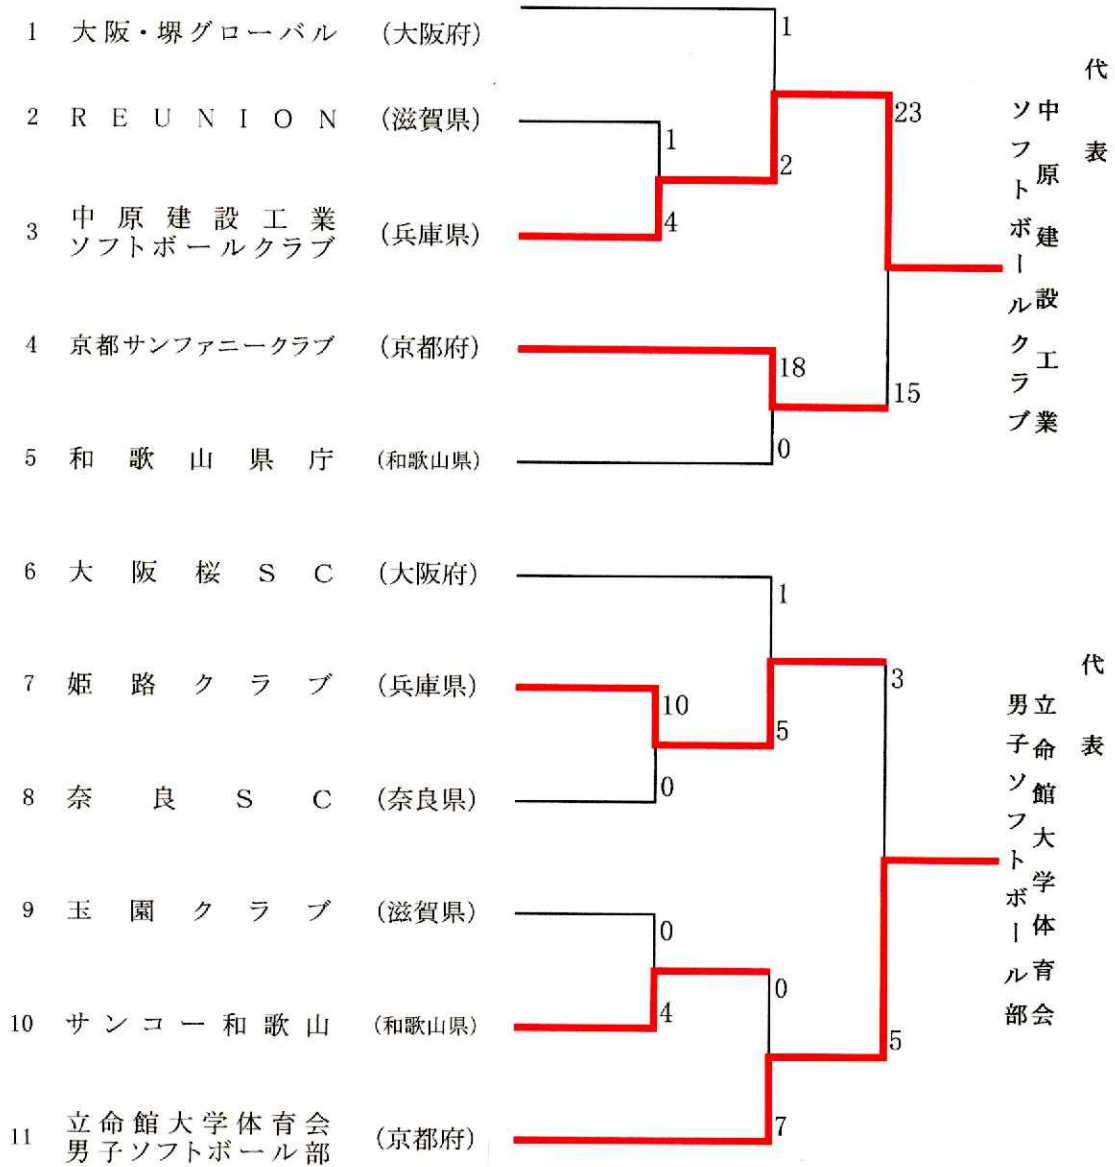 1 大阪・堺グローバル (大阪府)
2 REUNION (滋賀県)
3 中原建設工業
ソフトボールクラブ (兵庫県)
4 京都サンファニークラブ (京都府)
5 和歌山県庁 (和歌山県)
6 大阪桜SC (大阪府)
7 姫路クラブ (兵庫県)
8 奈良SC (奈良県)
9 玉園クラブ (滋賀県)
10 サンコー和歌山 (和歌山県)
11 立命館大学体育会
男子ソフトボール部 (京都府)
1
1
2
4
23
18
0
15
1
10
5
0
3
0
4
0
7
5
代表
中原建設工業
ソフトボールクラブ
代表
立命館大学体育会
男子ソフトボール部